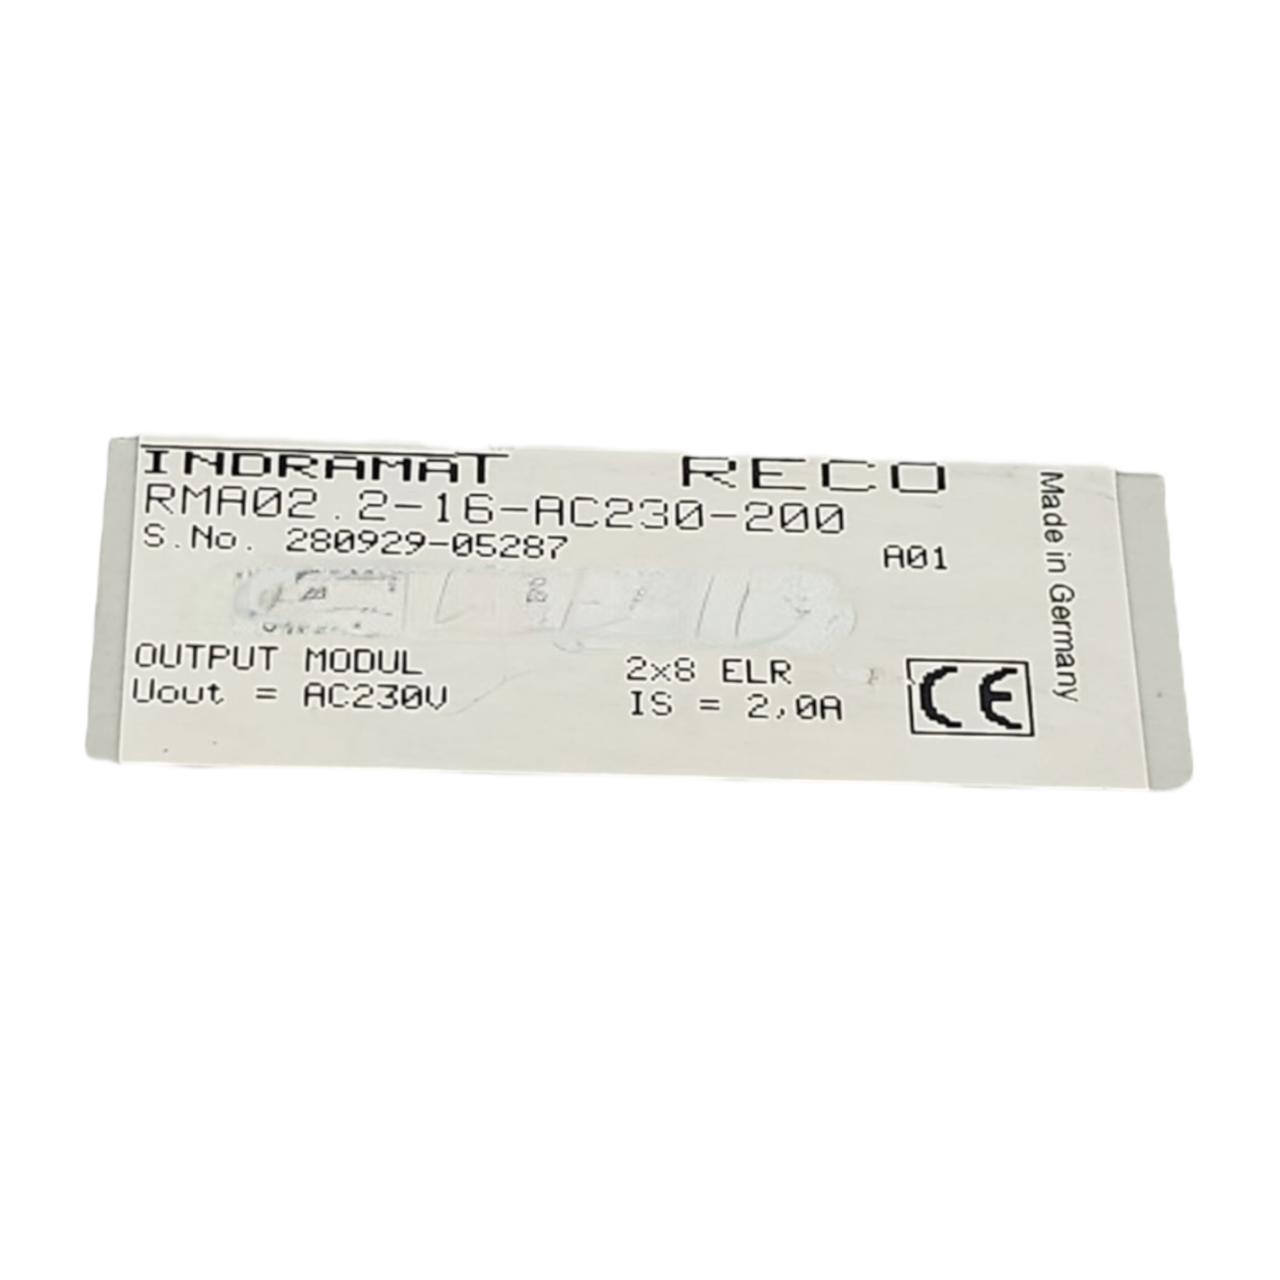 INDRAMAT RECO
RMA02.2-16-AC230-200
S.No. 280929-05287 A01
OUTPUT MODUL 2x8 ELR
Uout = AC230V IS = 2,0A
CE
Made in Germany